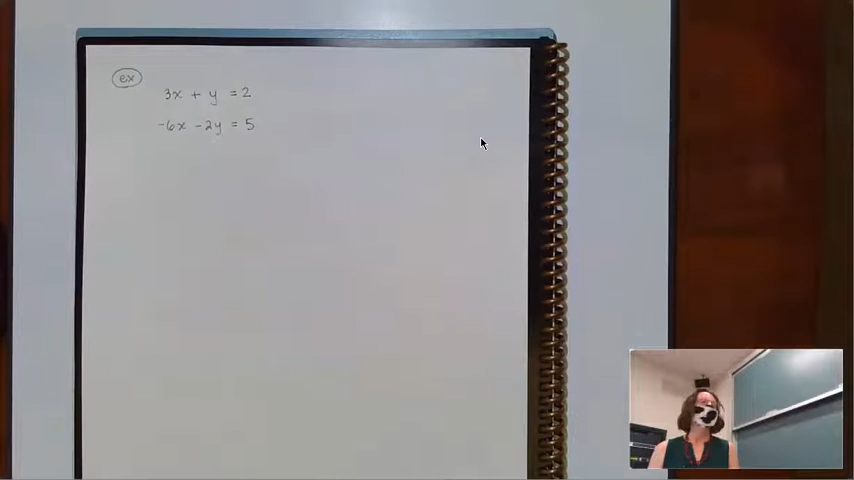 ex
3x + y = 2
-6x - 2y = 5